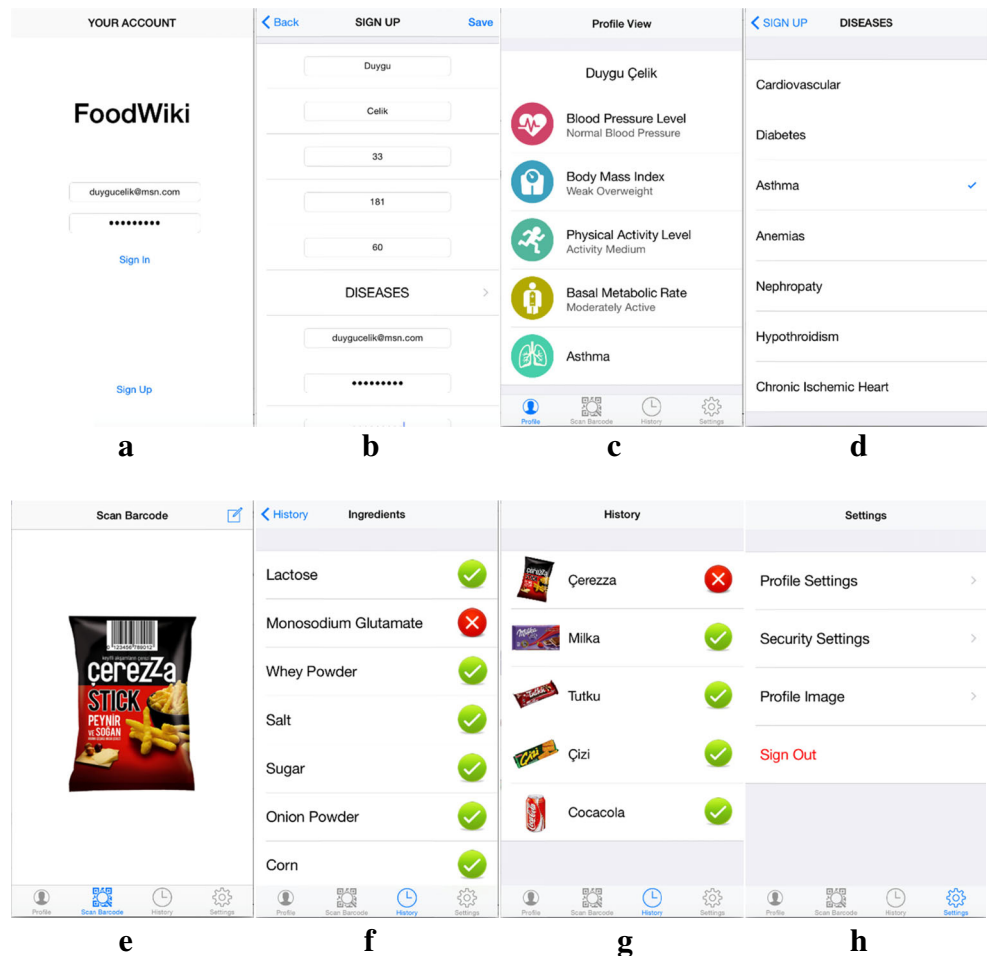 YOUR ACCOUNT
FoodWiki
duygucelik@msn.com
•••••••••
Sign In
Sign Up
a
Back SIGN UP Save
Duygu
Celik
33
181
60
DISEASES
duygucelik@msn.com
•••••••••
b
Profile View
Duygu Çelik
Blood Pressure Level
Normal Blood Pressure
Body Mass Index
Weak Overweight
Physical Activity Level
Activity Medium
Basal Metabolic Rate
Moderately Active
Asthma
Profile Scan Barcode History Settings
c
SIGN UP DISEASES
Cardiovascular
Diabetes
Asthma
Anemias
Nephropaty
Hypothroidism
Chronic Ischemic Heart
d
Scan Barcode
0 123456 789012
çerezza
STICK
PEYNİR
VE SOĞAN
Profile Scan Barcode History Settings
e
History Ingredients
Lactose
Monosodium Glutamate
Whey Powder
Salt
Sugar
Onion Powder
Corn
Profile Scan Barcode History Settings
f
History
Çerezza
Milka
Tutku
Çizi
Cocacola
Profile Scan Barcode History Settings
g
Settings
Profile Settings
Security Settings
Profile Image
Sign Out
Profile Scan Barcode History Settings
h